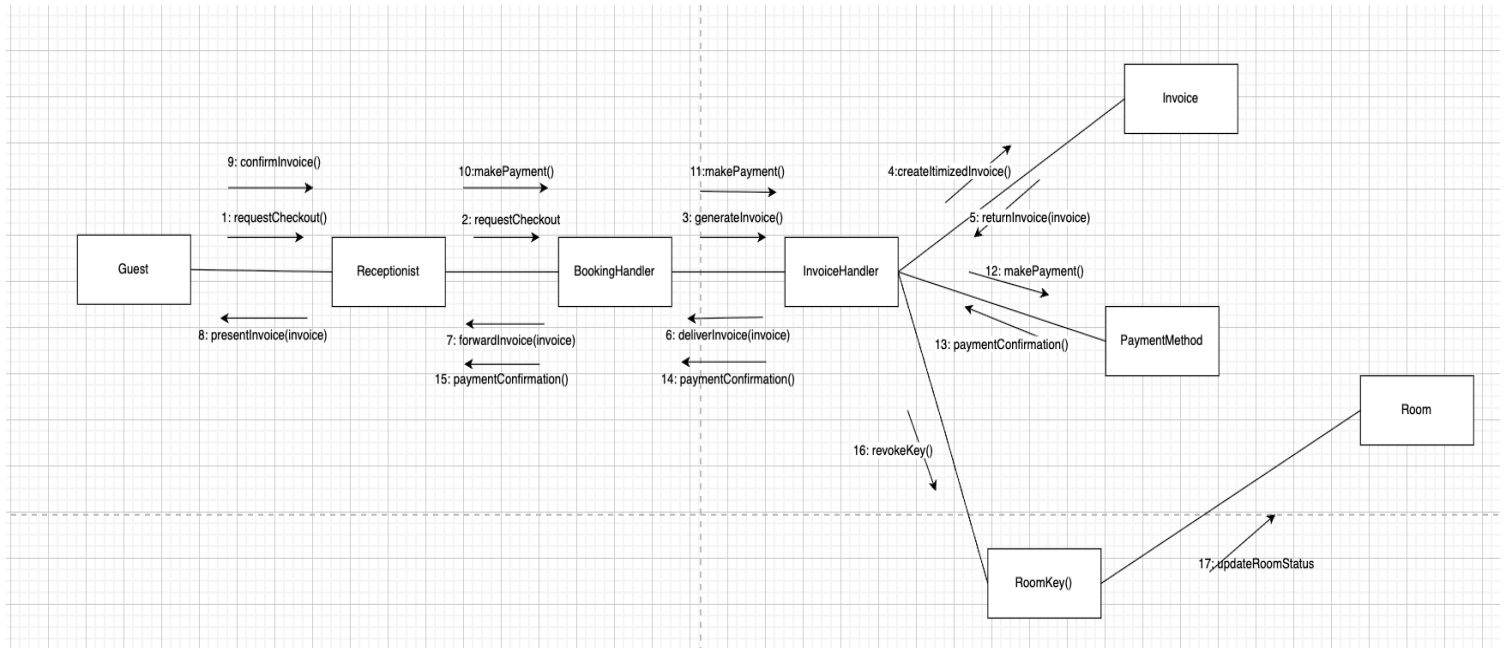 Invoice
9: confirmInvoice()
10:makePayment()
11:makePayment()
4:createItimizedInvoice()
1: requestCheckout()
2: requestCheckout
3: generateInvoice()
5: returnInvoice(invoice)
Guest
Receptionist
BookingHandler
InvoiceHandler
12: makePayment()
8: presentInvoice(invoice)
7: forwardInvoice(invoice)
6: deliverInvoice(invoice)
13: paymentConfirmation()
PaymentMethod
15: paymentConfirmation()
14: paymentConfirmation()
Room
16: revokeKey()
17: updateRoomStatus
RoomKey()